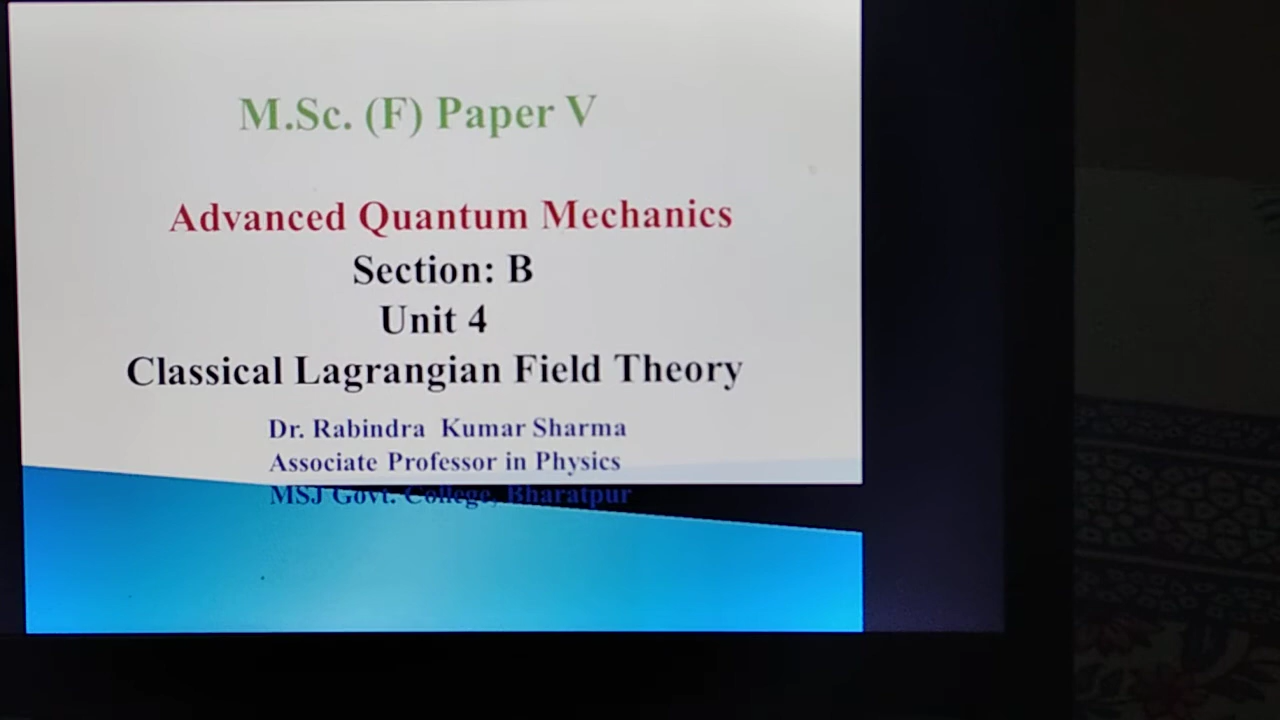 M.Sc. (F) Paper V
Advanced Quantum Mechanics
Section: B
Unit 4
Classical Lagrangian Field Theory
Dr. Rabindra Kumar Sharma
Associate Professor in Physics
MSJ Govt. College, Bharatpur